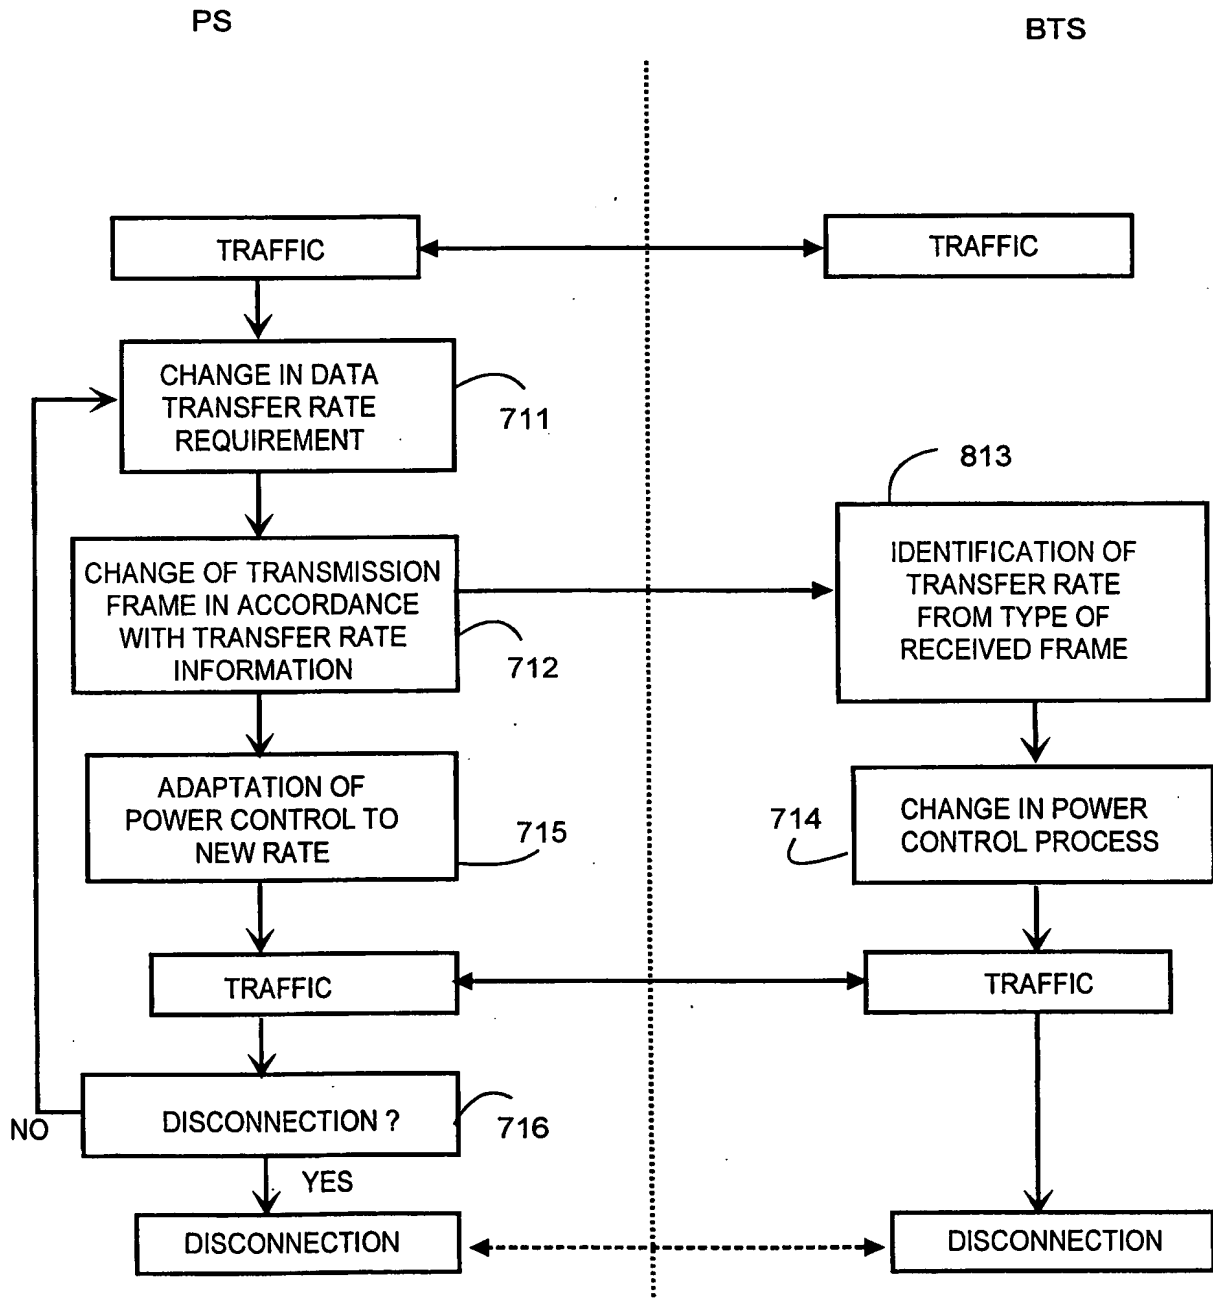 PS
BTS
TRAFFIC
TRAFFIC
CHANGE IN DATA
TRANSFER RATE
REQUIREMENT
711
813
CHANGE OF TRANSMISSION
FRAME IN ACCORDANCE
WITH TRANSFER RATE
INFORMATION
712
IDENTIFICATION OF
TRANSFER RATE
FROM TYPE OF
RECEIVED FRAME
ADAPTATION OF
POWER CONTROL TO
NEW RATE
715
714
CHANGE IN POWER
CONTROL PROCESS
TRAFFIC
TRAFFIC
DISCONNECTION ?
716
NO
YES
DISCONNECTION
DISCONNECTION